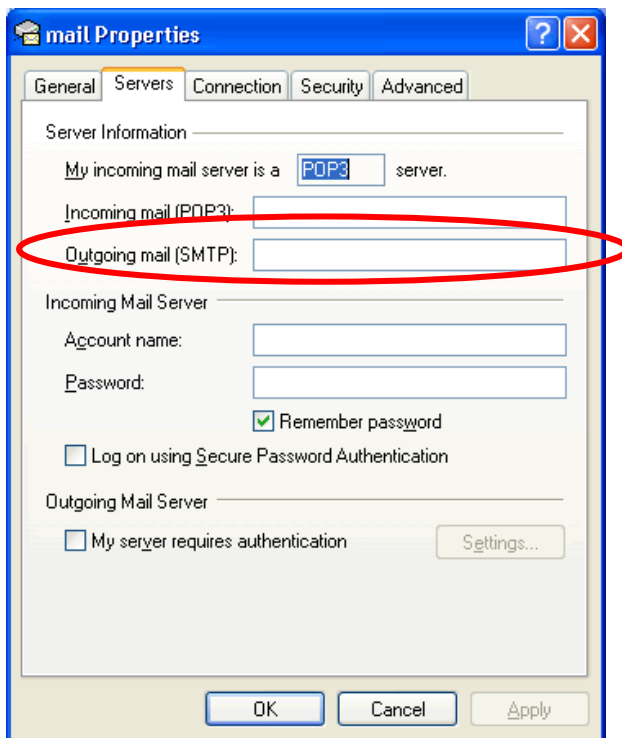 mail Properties
General Servers Connection Security Advanced
Server Information
My incoming mail server is a POP3 server.
Incoming mail (POP3):
Outgoing mail (SMTP):
Incoming Mail Server
Account name:
Password:
Remember password
Log on using Secure Password Authentication
Outgoing Mail Server
My server requires authentication Settings...
OK Cancel Apply